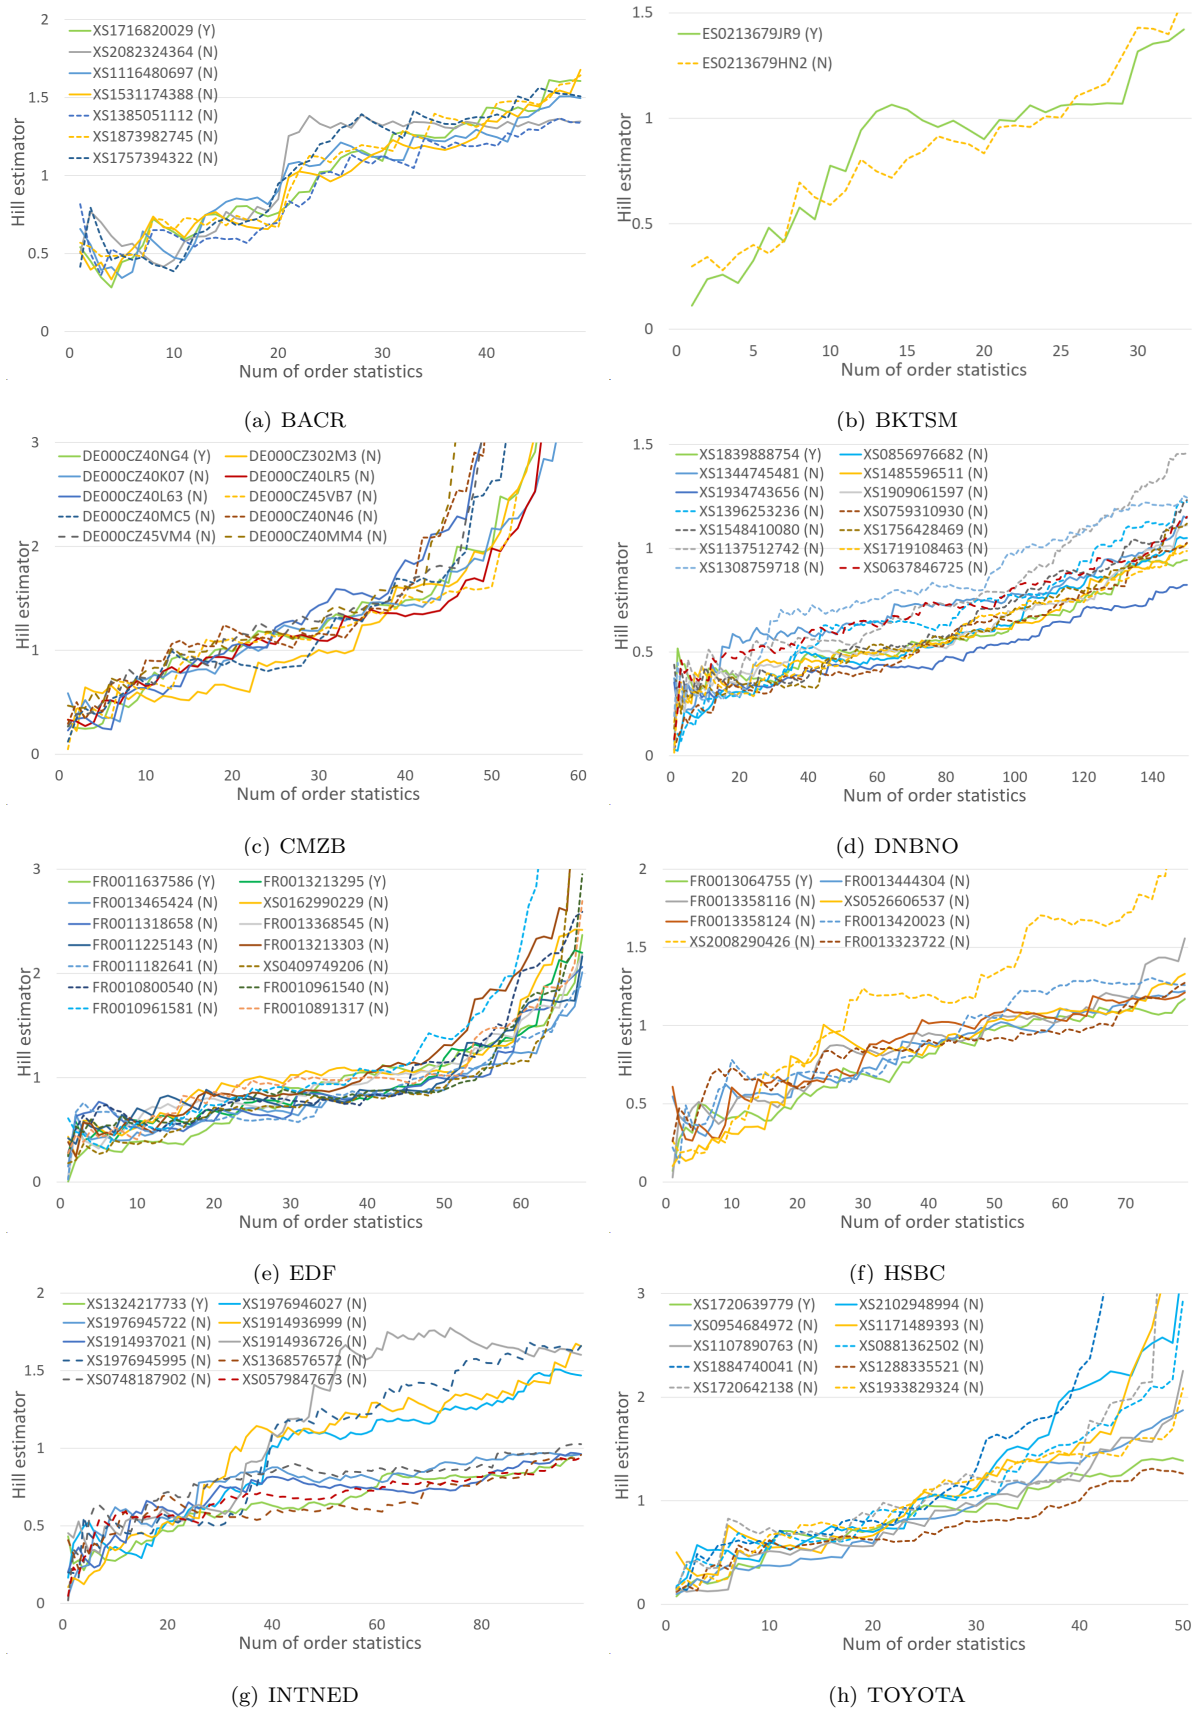 2
1.5
1
0.5
0
Hill estimator
XS1716820029 (Y)
XS2082324364 (N)
XS1116480697 (N)
XS1531174388 (N)
XS1385051112 (N)
XS1873982745 (N)
XS1757394322 (N)
0 10 20 30 40
Num of order statistics
(a) BACR
1.5
1
0.5
0
Hill estimator
ES0213679JR9 (Y)
ES0213679HN2 (N)
0 5 10 15 20 25 30
Num of order statistics
(b) BKTSM
3
2
1
0
Hill estimator
DE000CZ40NG4 (Y) DE000CZ302M3 (N)
DE000CZ40K07 (N) DE000CZ40LR5 (N)
DE000CZ40L63 (N) DE000CZ45VB7 (N)
DE000CZ40MC5 (N) DE000CZ40N46 (N)
DE000CZ45VM4 (N) DE000CZ40MM4 (N)
0 10 20 30 40 50 60
Num of order statistics
(c) CMZB
1.5
1
0.5
0
Hill estimator
XS1839888754 (Y) XS0856976682 (N)
XS1344745481 (N) XS1485596511 (N)
XS1934743656 (N) XS1909061597 (N)
XS1396253236 (N) XS0759310930 (N)
XS1548410080 (N) XS1756428469 (N)
XS1137512742 (N) XS1719108463 (N)
XS1308759718 (N) XS0637846725 (N)
0 20 40 60 80 100 120 140
Num of order statistics
(d) DNBNO
3
2
1
0
Hill estimator
FR0011637586 (Y) FR0013213295 (Y)
FR0013465424 (N) XS0162990229 (N)
FR0011318658 (N) FR0013368545 (N)
FR0011225143 (N) FR0013213303 (N)
FR0011182641 (N) XS0409749206 (N)
FR0010800540 (N) FR0010961540 (N)
FR0010961581 (N) FR0010891317 (N)
0 10 20 30 40 50 60
Num of order statistics
(e) EDF
2
1.5
1
0.5
0
Hill estimator
FR0013064755 (Y) FR0013444304 (N)
FR0013358116 (N) XS0526606537 (N)
FR0013358124 (N) FR0013420023 (N)
XS2008290426 (N) FR0013323722 (N)
0 10 20 30 40 50 60 70
Num of order statistics
(f) HSBC
2
1.5
1
0.5
0
Hill estimator
XS1324217733 (Y) XS1976946027 (N)
XS1976945722 (N) XS1914936999 (N)
XS1914937021 (N) XS1914936726 (N)
XS1976945995 (N) XS1368576572 (N)
XS0748187902 (N) XS0579847673 (N)
0 20 40 60 80
Num of order statistics
(g) INTNED
3
2
1
0
Hill estimator
XS1720639779 (Y) XS2102948994 (N)
XS0954684972 (N) XS1171489393 (N)
XS1107890763 (N) XS0881362502 (N)
XS1884740041 (N) XS1288335521 (N)
XS1720642138 (N) XS1933829324 (N)
0 10 20 30 40 50
Num of order statistics
(h) TOYOTA